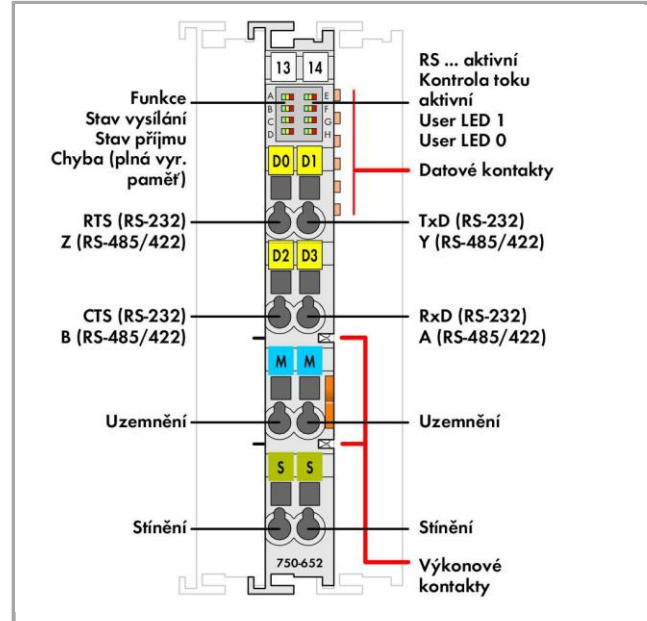 13 14
RS ... aktivní
Kontrola toku
aktivní
User LED 1
User LED 0
Funkce
Stav vysílání
Stav příjmu
Chyba (plná vyr.
paměť)
A
B
C
D
E
F
G
H
D0 D1
Datové kontakty
RTS (RS-232)
Z (RS-485/422)
TxD (RS-232)
Y (RS-485/422)
D2 D3
CTS (RS-232)
B (RS-485/422)
RxD (RS-232)
A (RS-485/422)
M M
Uzemnění
Uzemnění
S S
Stínění
Stínění
750-652
Výkonové
kontakty